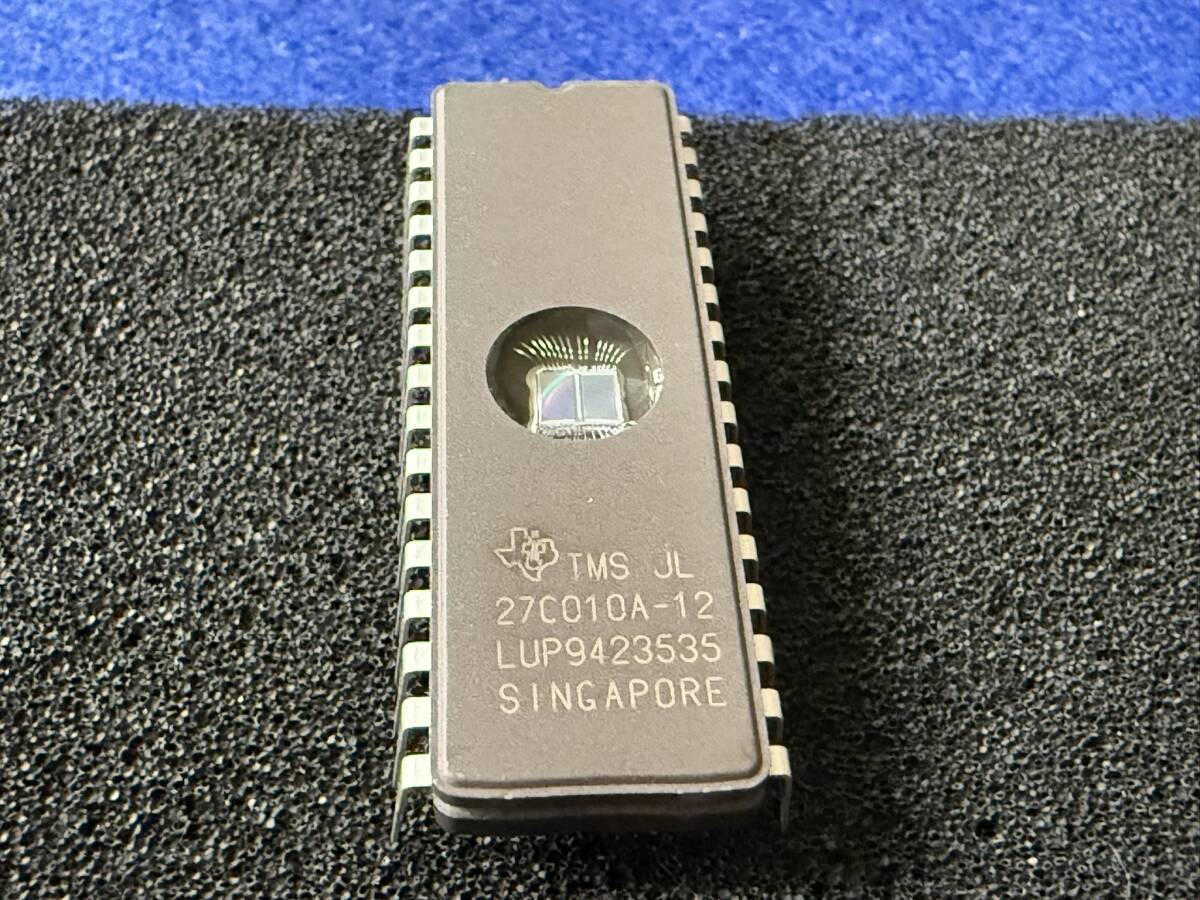 TMS JL
27C010A-12
LUP9423535
SINGAPORE